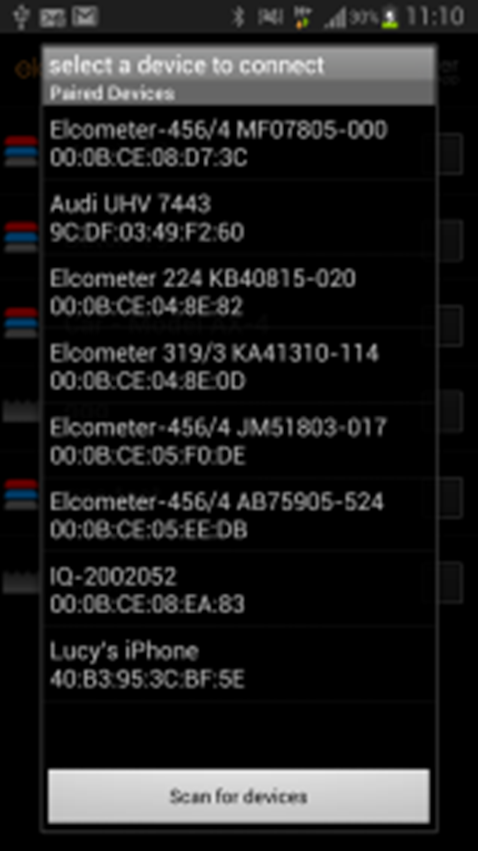 30% 11:10
select a device to connect
Paired Devices
Elcometer-456/4 MF07805-000
00:0B:CE:08:D7:3C
Audi UHV 7443
9C:DF:03:49:F2:60
Elcometer 224 KB40815-020
00:0B:CE:04:8E:82
Elcometer 319/3 KA41310-114
00:0B:CE:04:8E:0D
Elcometer-456/4 JM51803-017
00:0B:CE:05:F0:DE
Elcometer-456/4 AB75905-524
00:0B:CE:05:EE:DB
IQ-2002052
00:0B:CE:08:EA:83
Lucy's iPhone
40:B3:95:3C:BF:5E
Scan for devices